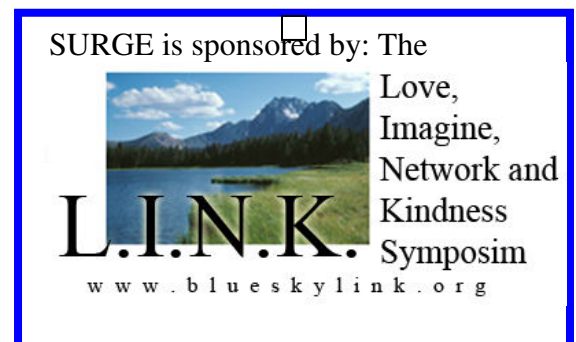 SURGE is sponsored by: The
Love,
Imagine,
Network and
Kindness
Symposim
L.I.N.K.
www.blueskylink.org